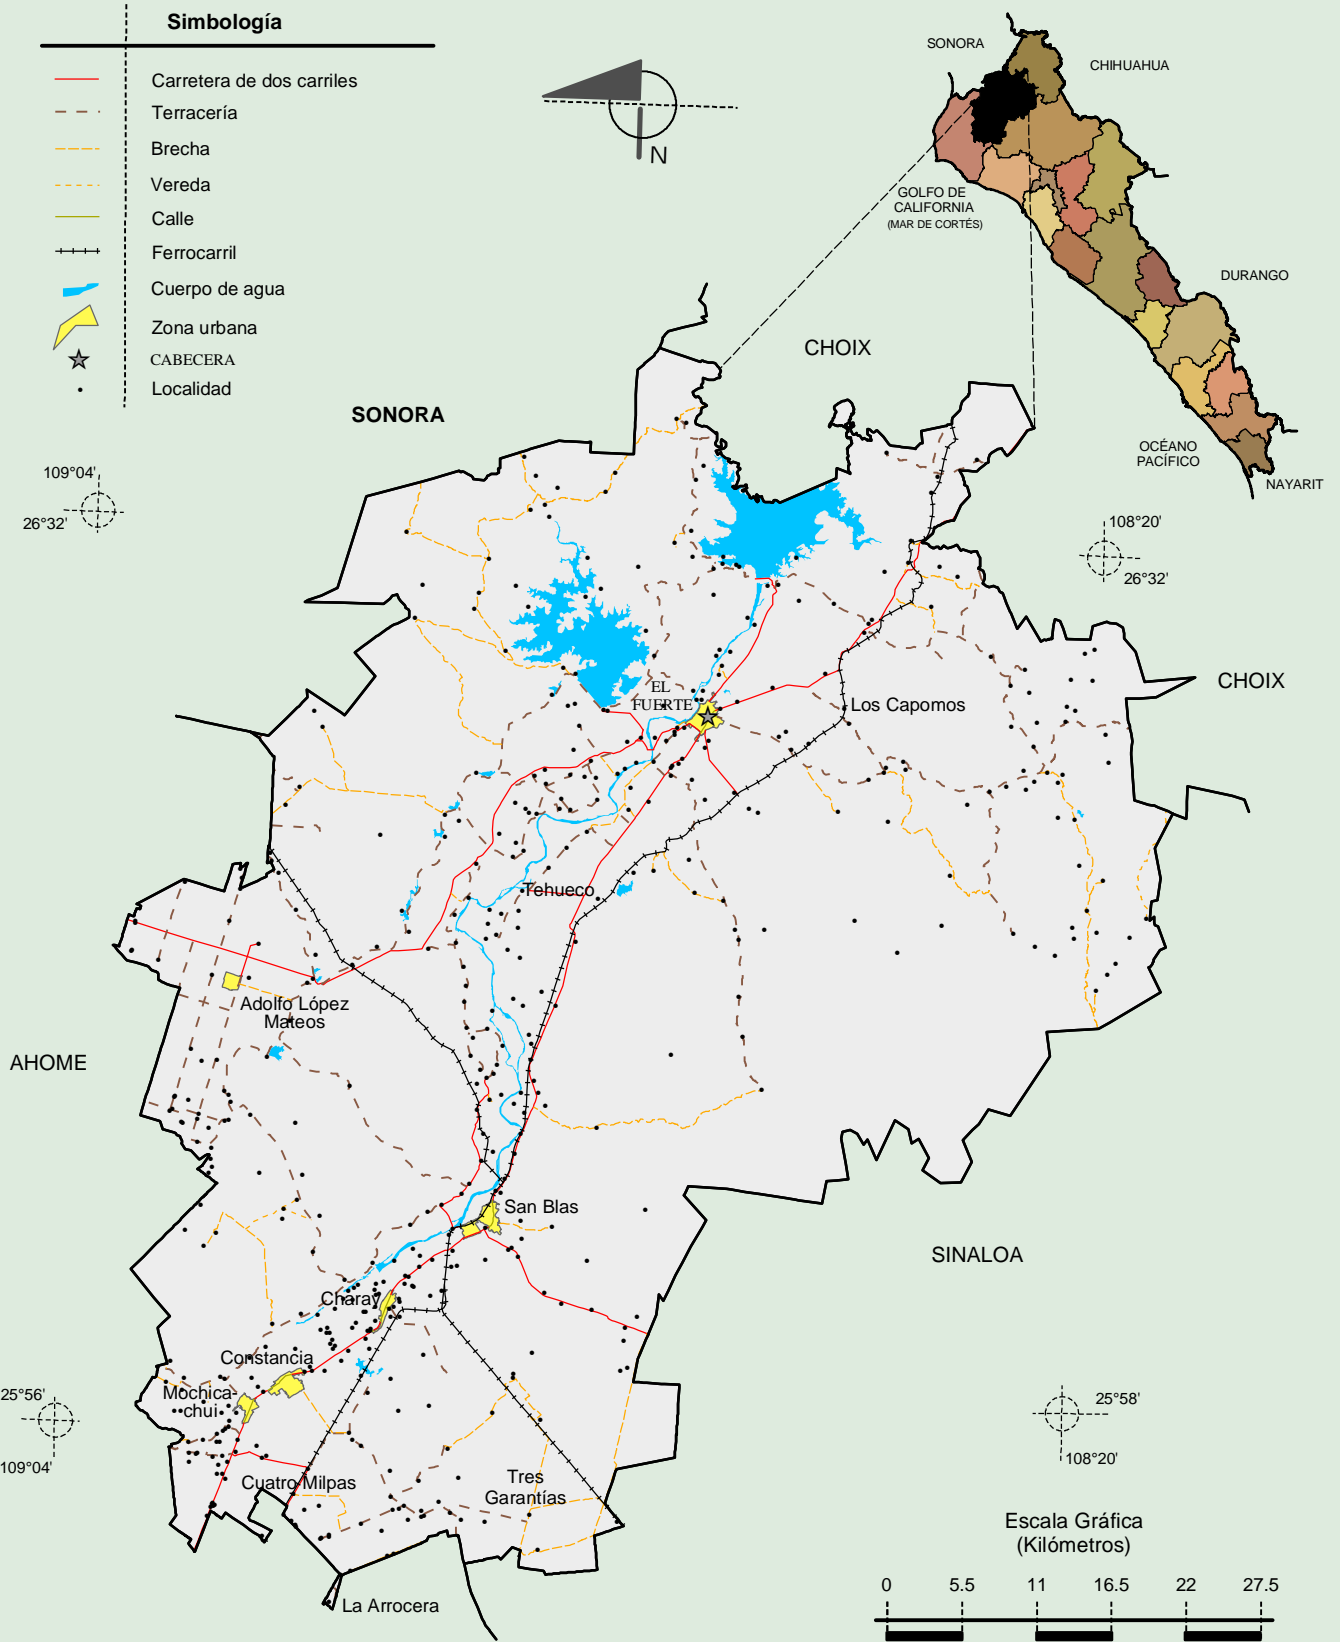 Simbología
Carretera de dos carriles
Terracería
Brecha
Vereda
Calle
Ferrocarril
Cuerpo de agua
Zona urbana
CABECERA
Localidad
N
SONORA
CHIHUAHUA
GOLFO DE
CALIFORNIA
(MAR DE CORTÉS)
DURANGO
OCÉANO
PACÍFICO
NAYARIT
CHOIX
SONORA
109°04'
26°32'
108°20'
26°32'
EL
FUERTE
Los Capomos
CHOIX
Tehueco
Adolfo López
Mateos
AHOME
San Blas
SINALOA
Charay
Constancia
Mochica-
chui
25°56'
109°04'
25°58'
108°20'
Cuatro Milpas
Tres
Garantías
La Arrocera
Escala Gráfica
(Kilómetros)
0 5.5 11 16.5 22 27.5